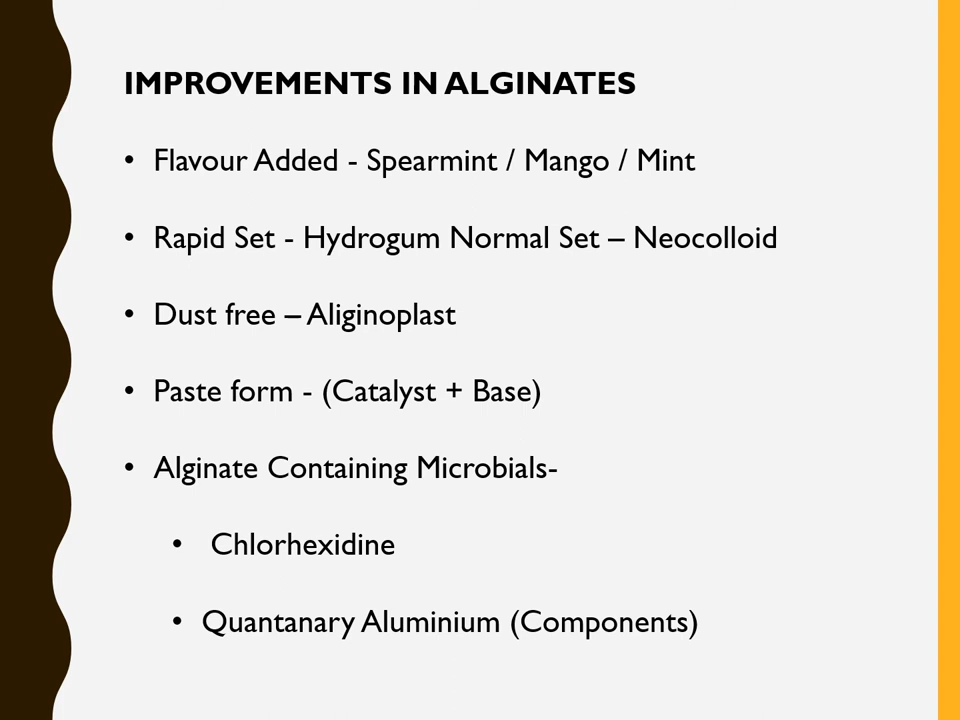 IMPROVEMENTS IN ALGINATES
• Flavour Added - Spearmint / Mango / Mint
• Rapid Set - Hydrogum Normal Set – Neocolloid
• Dust free – Aliginoplast
• Paste form - (Catalyst + Base)
• Alginate Containing Microbials-
• Chlorhexidine
• Quantanary Aluminium (Components)